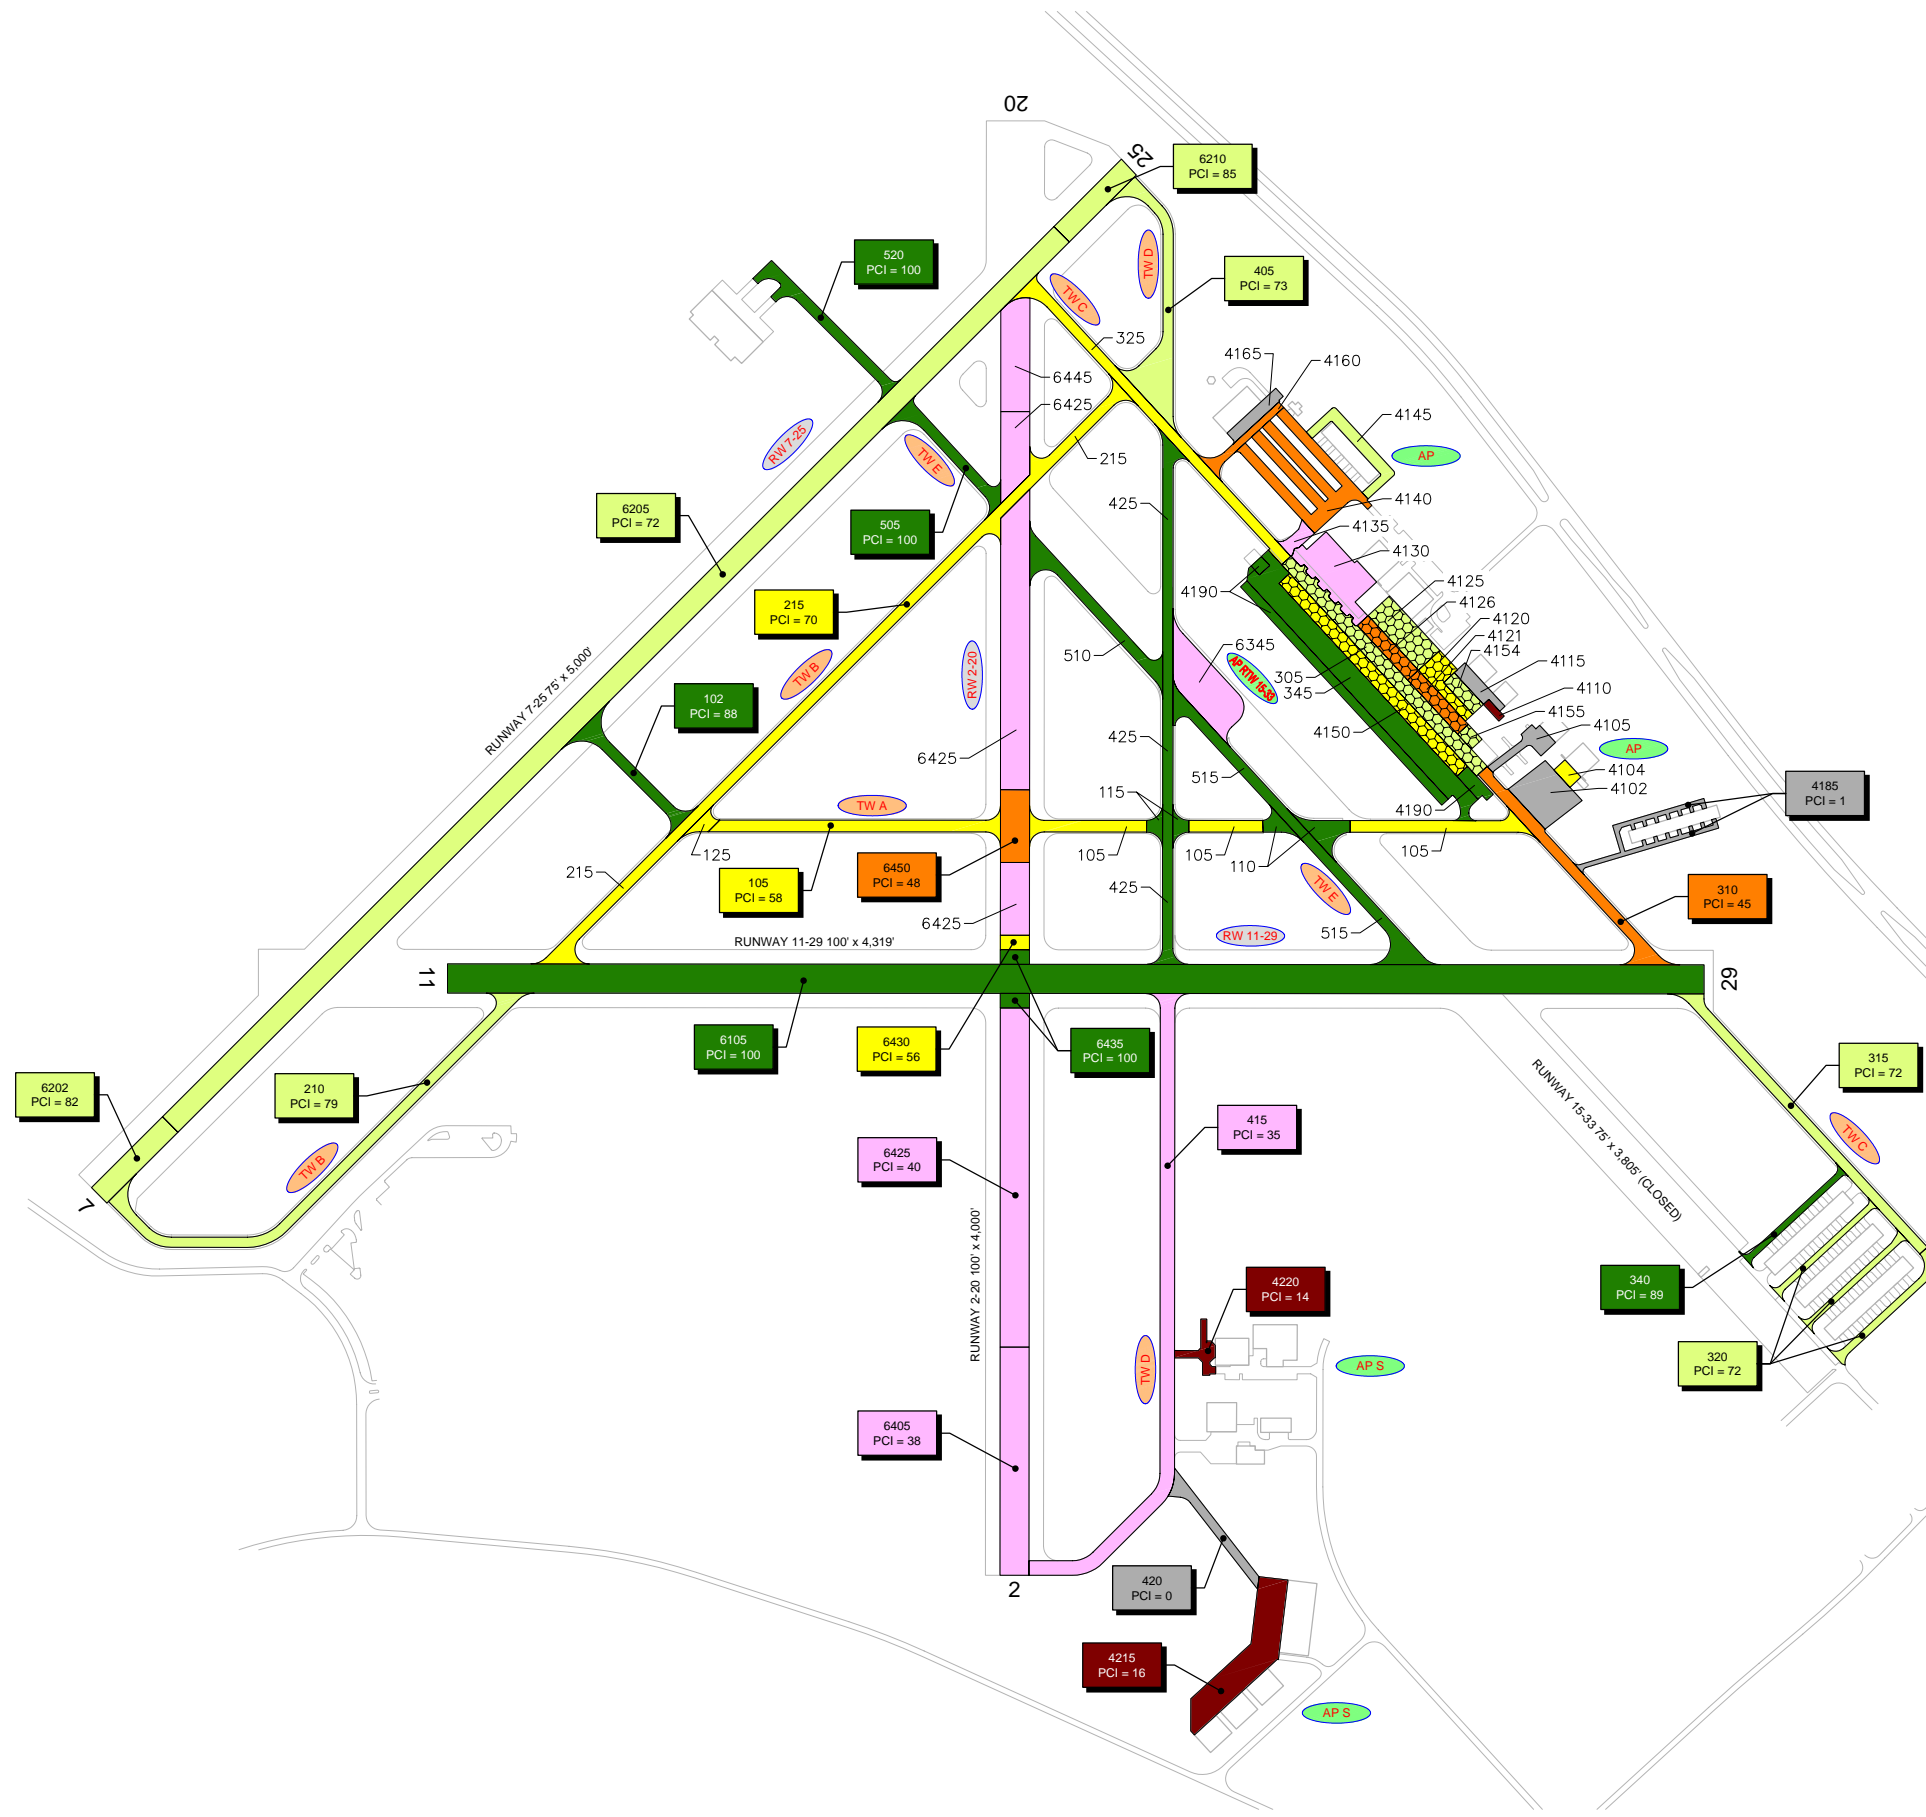 20
25
6210
PCI = 85
TW D
520
PCI = 100
405
PCI = 73
TW C
325
4165
4160
6445
6425
4145
RW 7-25
TW E
215
AP
425
4140
6205
PCI = 72
505
PCI = 100
4135
4130
4125
4190
4126
215
PCI = 70
4120
4121
6345
4154
510
RUNWAY 7-25 75' x 5,000'
TW B
RW 2-20
AP RTW 15-33
305
4115
345
4110
102
PCI = 88
4155
4150
4105
425
AP
6425
4104
515
4102
4185
PCI = 1
TW A
115
4190
125
105
105
110
105
215
105
PCI = 58
6450
PCI = 48
425
TW E
310
PCI = 45
6425
RUNWAY 11-29 100' x 4,319'
RW 11-29
515
11
29
6105
PCI = 100
6430
PCI = 56
6435
PCI = 100
315
PCI = 72
6202
PCI = 82
210
PCI = 79
RUNWAY 15-33 75' x 3,805' (CLOSED)
415
PCI = 35
TW C
TW B
6425
PCI = 40
7
RUNWAY 2-20 100' x 4,000'
4220
PCI = 14
340
PCI = 89
TW D
AP S
320
PCI = 72
6405
PCI = 38
2
420
PCI = 0
4215
PCI = 16
AP S